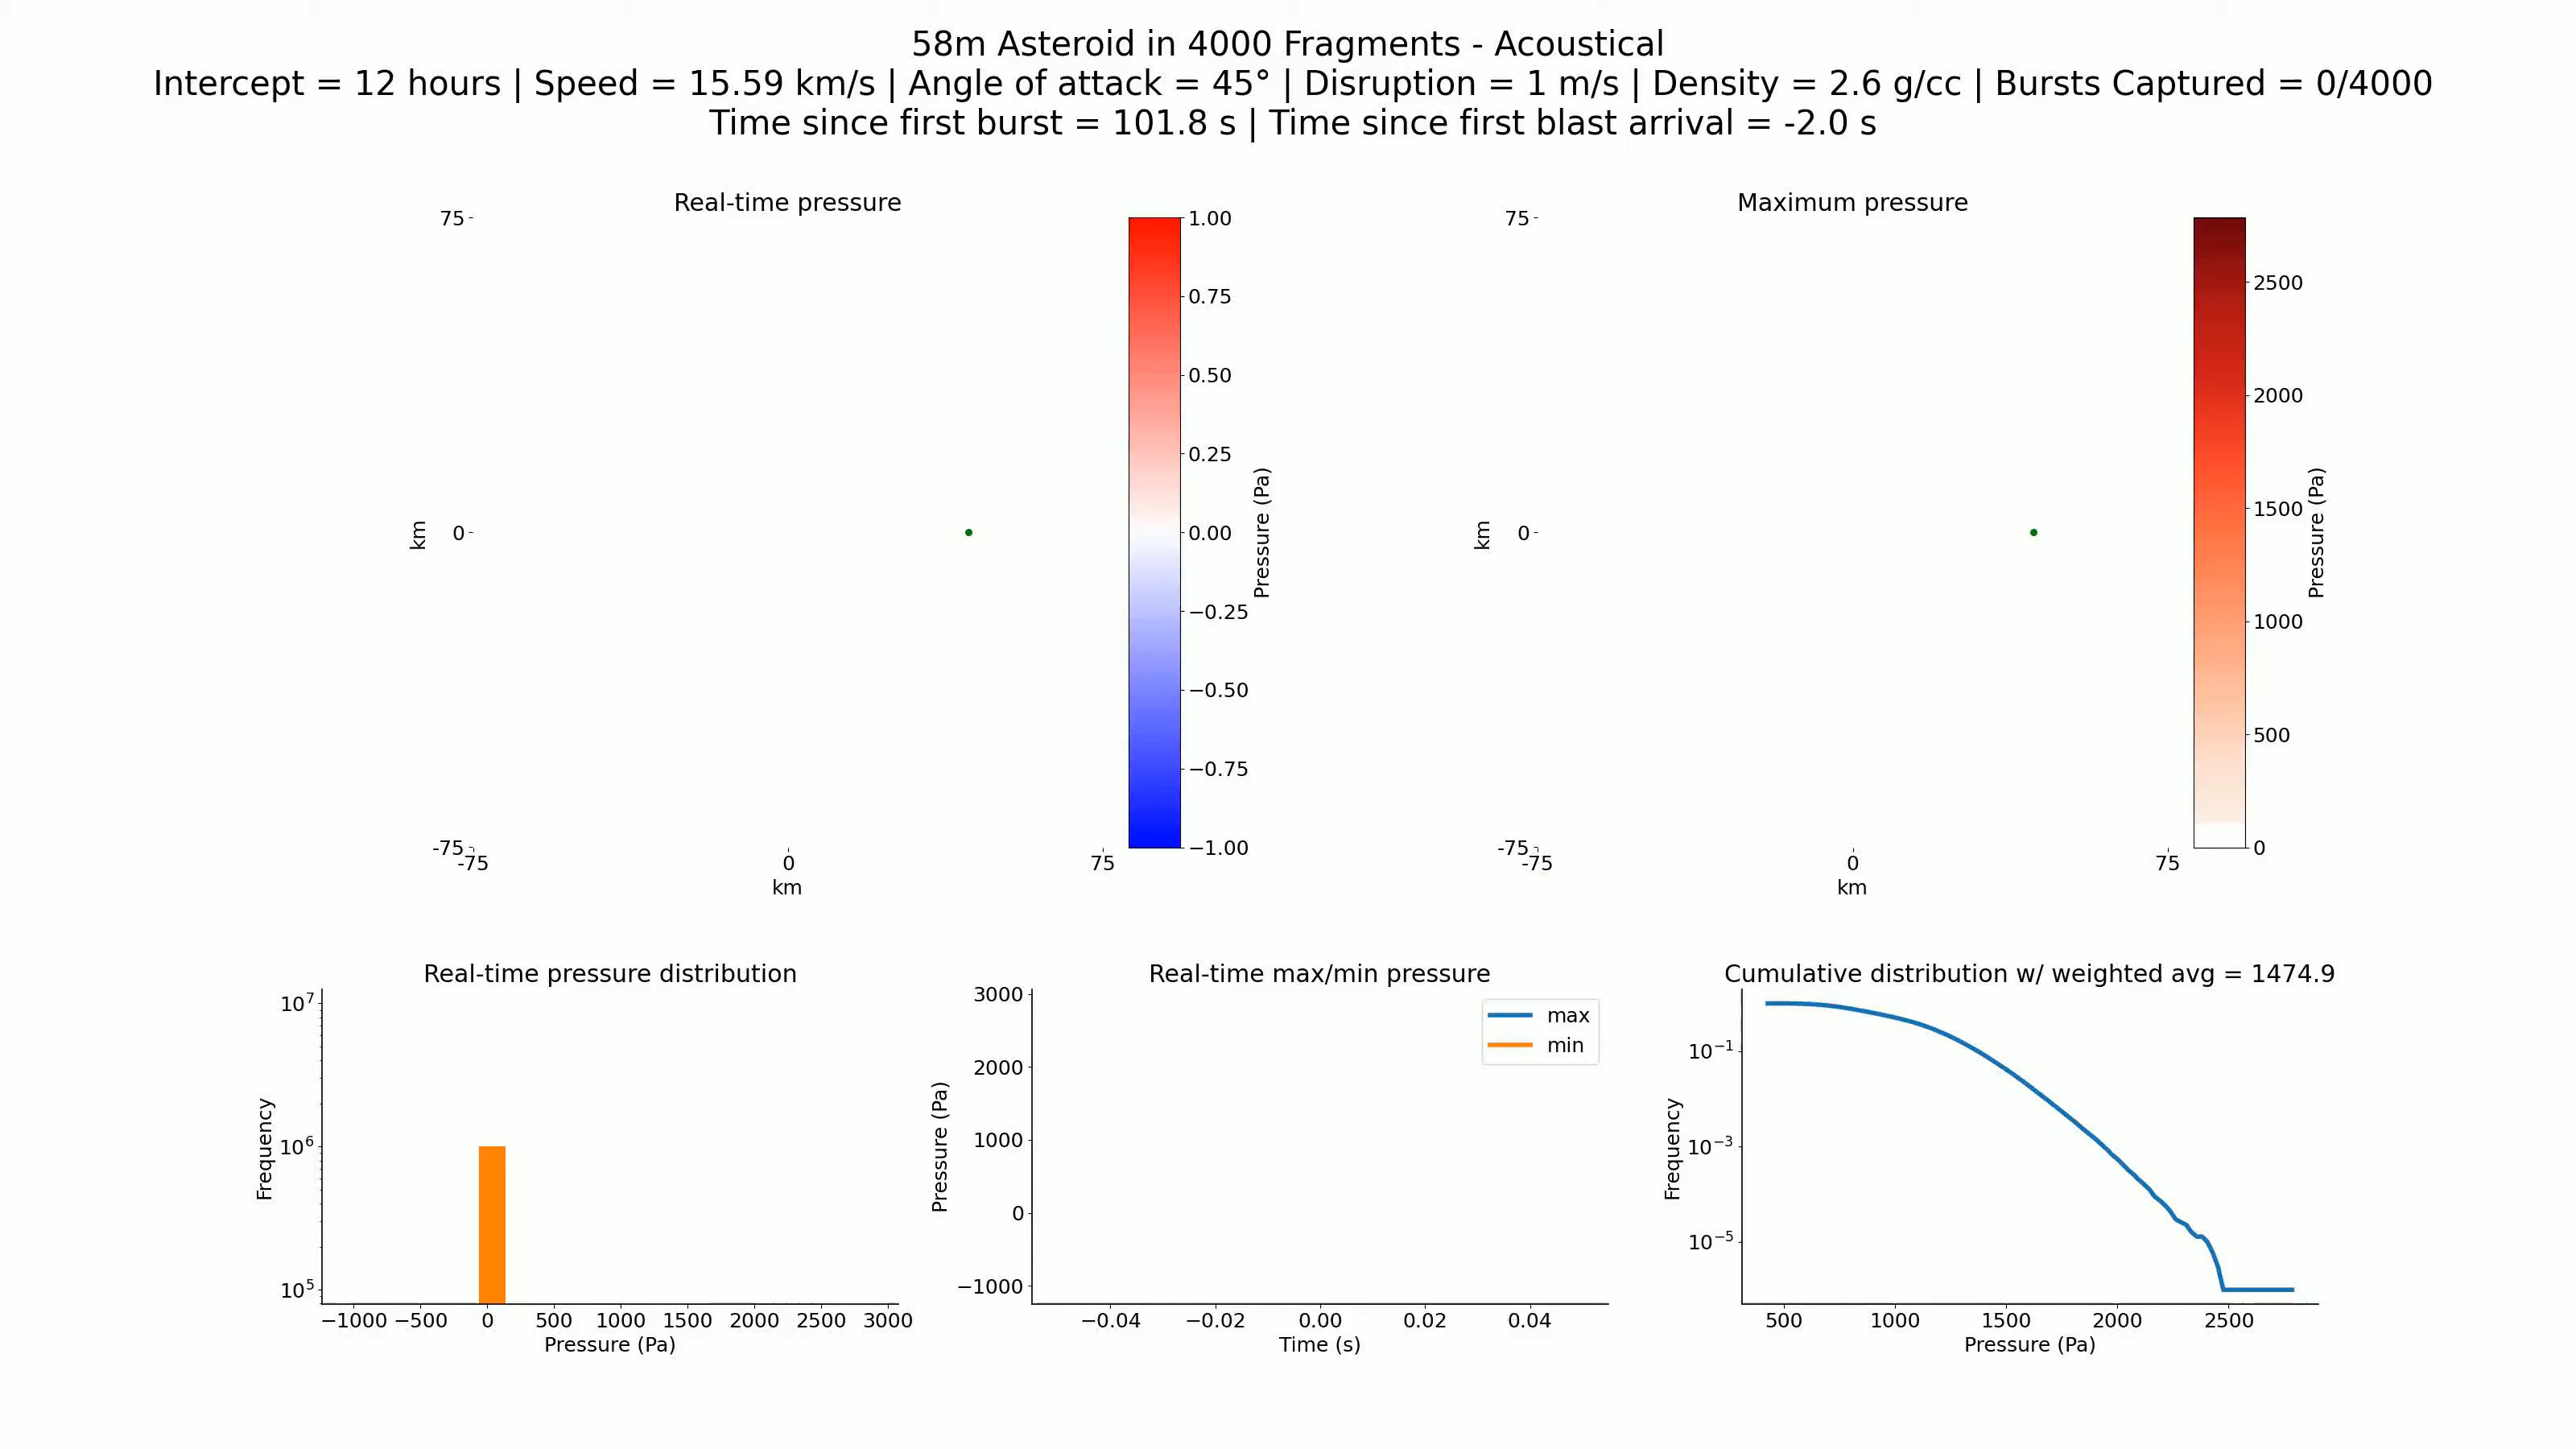 58m Asteroid in 4000 Fragments - Acoustical
Intercept = 12 hours | Speed = 15.59 km/s | Angle of attack = 45° | Disruption = 1 m/s | Density = 2.6 g/cc | Bursts Captured = 0/4000
Time since first burst = 101.8 s | Time since first blast arrival = -2.0 s
Real-time pressure
75
0
-75
km
-75
0
75
km
1.00
0.75
0.50
0.25
0.00
−0.25
−0.50
−0.75
−1.00
Pressure (Pa)
Maximum pressure
75
0
-75
km
-75
0
75
km
2500
2000
1500
1000
500
0
Pressure (Pa)
Real-time pressure distribution
10⁷
10⁶
10⁵
Frequency
−1000 −500 0 500 1000 1500 2000 2500 3000
Pressure (Pa)
Real-time max/min pressure
max
min
3000
2000
1000
0
−1000
Pressure (Pa)
−0.04 −0.02 0.00 0.02 0.04
Time (s)
Cumulative distribution w/ weighted avg = 1474.9
10⁻¹
10⁻³
10⁻⁵
Frequency
500 1000 1500 2000 2500
Pressure (Pa)